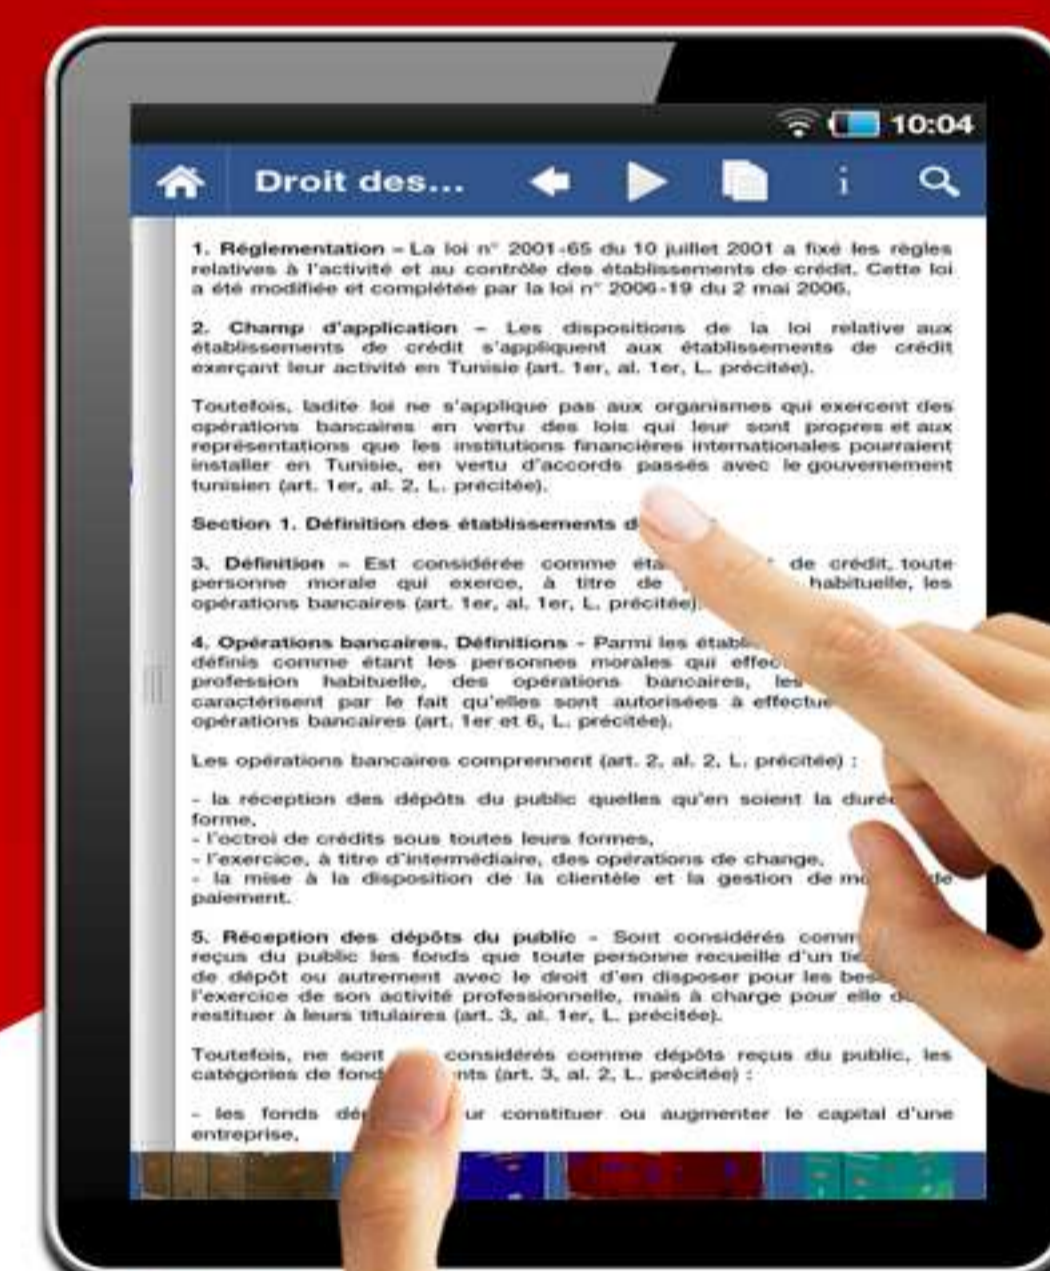 10:04
Droit des...
i
1. Réglementation – La loi n° 2001-65 du 10 juillet 2001 a fixé les règles
relatives à l'activité et au contrôle des établissements de crédit. Cette loi
a été modifiée et complétée par la loi n° 2006-19 du 2 mai 2006.
2. Champ d'application – Les dispositions de la loi relative aux
établissements de crédit s'appliquent aux établissements de crédit
exerçant leur activité en Tunisie (art. 1er, al. 1er, L. précitée).
Toutefois, ladite loi ne s'applique pas aux organismes qui exercent des
opérations bancaires en vertu des lois qui leur sont propres et aux
représentations que les institutions financières internationales pourraient
installer en Tunisie, en vertu d'accords passés avec le gouvernement
tunisien (art. 1er, al. 2, L. précitée).
Section 1. Définition des établissements
3. Définition – Est considérée comme de crédit, toute
personne morale qui exerce, à titre de habituelle, les
opérations bancaires (art. 1er, al. 1er, L. précitée).
4. Opérations bancaires. Définitions - Parmi les
définis comme étant les personnes morales qui
profession habituelle, des opérations bancaires, les
caractérisent par le fait qu'elles sont autorisées à
opérations bancaires (art. 1er et 6, L. précitée).
Les opérations bancaires comprennent (art. 2, al. 2, L. précitée) :
- la réception des dépôts du public quelles qu'en soient la durée
forme,
- l'octroi de crédits sous toutes leurs formes,
- l'exercice, à titre d'intermédiaire, des opérations de change,
- la mise à la disposition de la clientèle et la gestion de de
paiement.
5. Réception des dépôts du public - Sont considérés
reçus du public les fonds que toute personne recueille d'un
de dépôt ou autrement avec le droit d'en disposer pour les
l'exercice de son activité professionnelle, mais à charge pour elle
restituer à leurs titulaires (art. 3, al. 1er, L. précitée).
Toutefois, ne sont considérés comme dépôts reçus du public, les
catégories de (art. 3, al. 2, L. précitée) :
- les fonds constituer ou augmenter le capital d'une
entreprise,